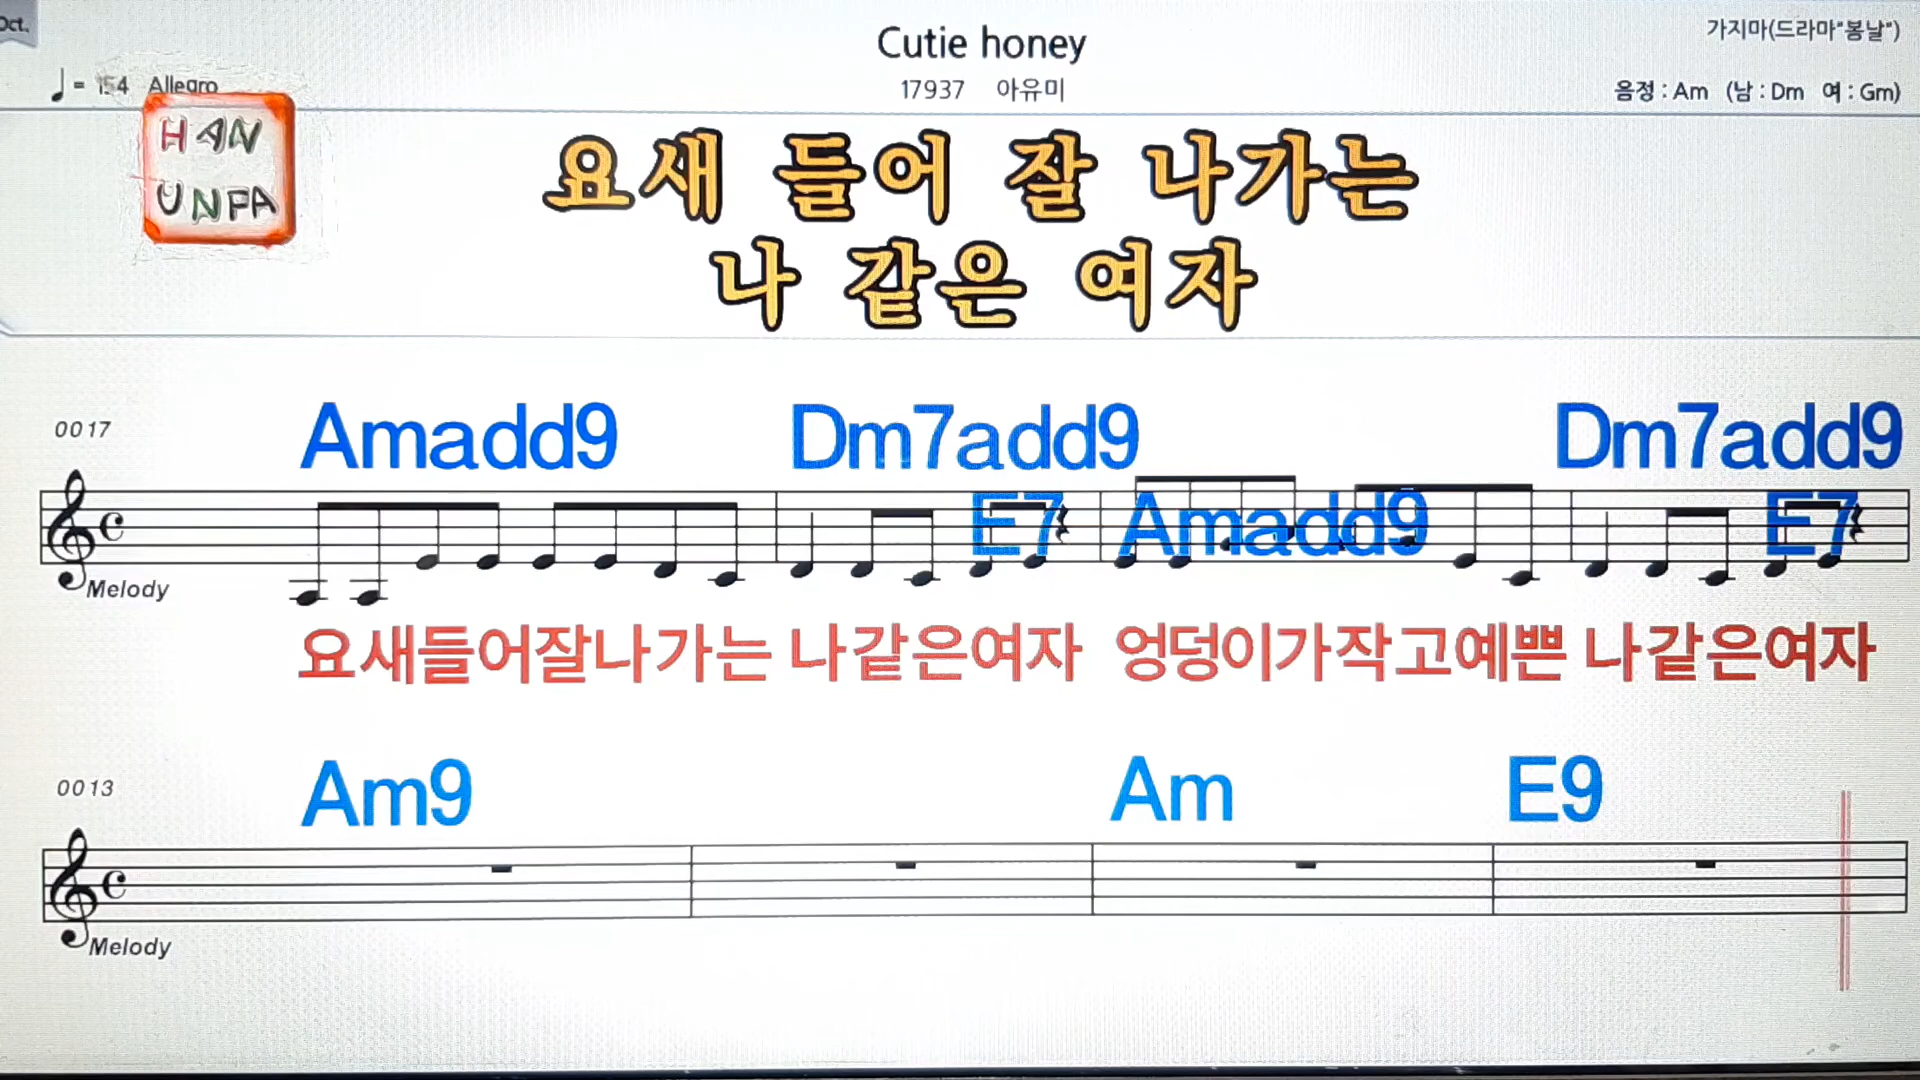 Oct.
Cutie honey
가지마(드라마"봄날")
♩ = 154 Allegro
17937 아유미
음정 : Am (남 : Dm 여 : Gm)
HAN
UNPA
요새 들어 잘 나가는
나 같은 여자
0017
Amadd9 Dm7add9 E7 Amadd9 Dm7add9 E7
Melody
요새들어잘나가는 나같은여자 엉덩이가작고예쁜 나같은여자
0013
Am9 Am E9
Melody